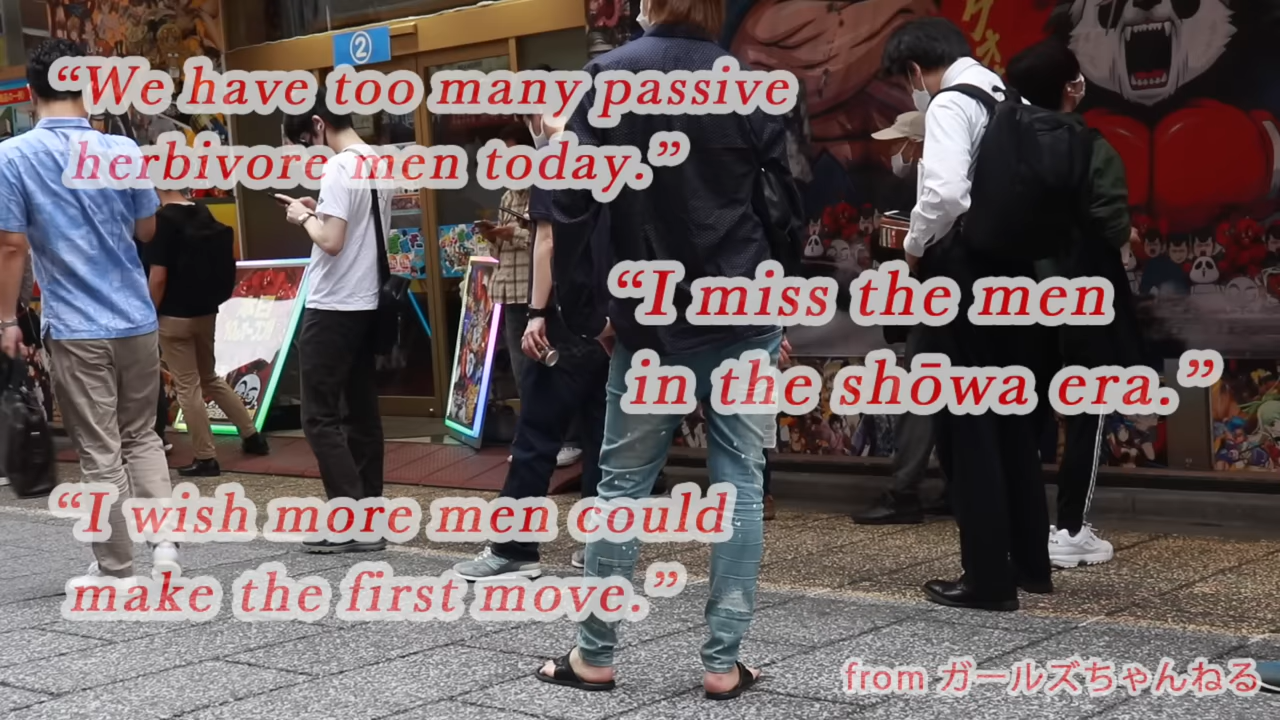 ②
“We have too many passive
herbivore men today.”
“I miss the men
in the shōwa era.”
“I wish more men could
make the first move.”
from ガールズちゃんねる